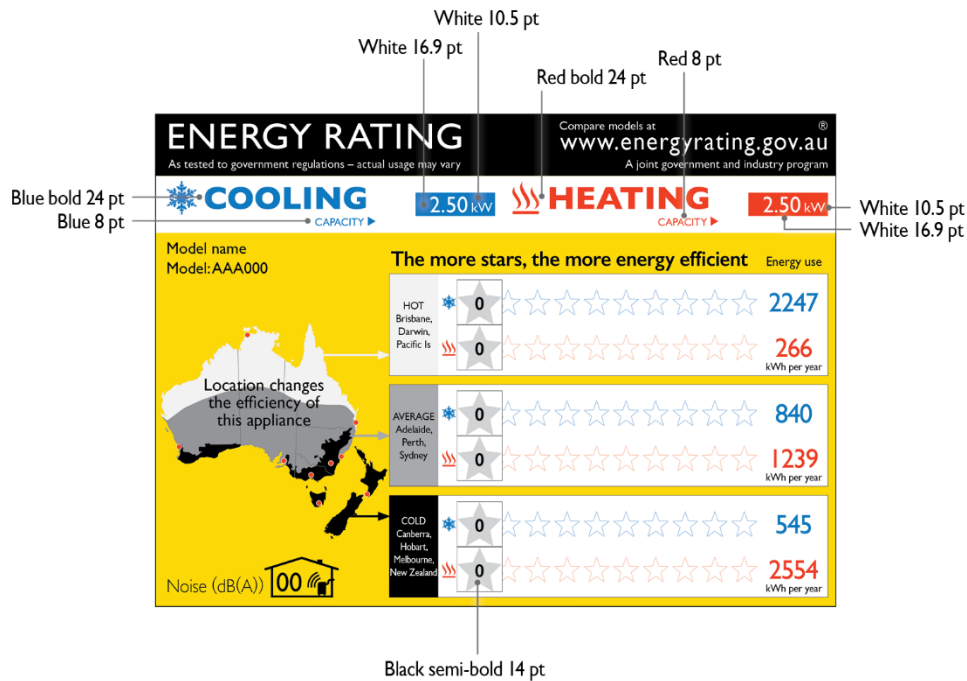 White 10.5 pt
White 16.9 pt
Red 8 pt
Red bold 24 pt
ENERGY RATING
As tested to government regulations – actual usage may vary
Compare models at
®
www.energyrating.gov.au
A joint government and industry program
Blue bold 24 pt
COOLING
2.50 kW
HEATING
2.50 kW
White 10.5 pt
Blue 8 pt
CAPACITY
CAPACITY
White 16.9 pt
Model name
Model: AAA000
The more stars, the more energy efficient
Energy use
HOT
Brisbane,
Darwin,
Pacific Is
0
2247
0
266
kWh per year
Location changes
the efficiency of
this appliance
AVERAGE
Adelaide,
Perth,
Sydney
0
840
0
1239
kWh per year
COLD
Canberra,
Hobart,
Melbourne,
New Zealand
0
545
0
2554
kWh per year
Noise (dB(A))
00
Black semi-bold 14 pt